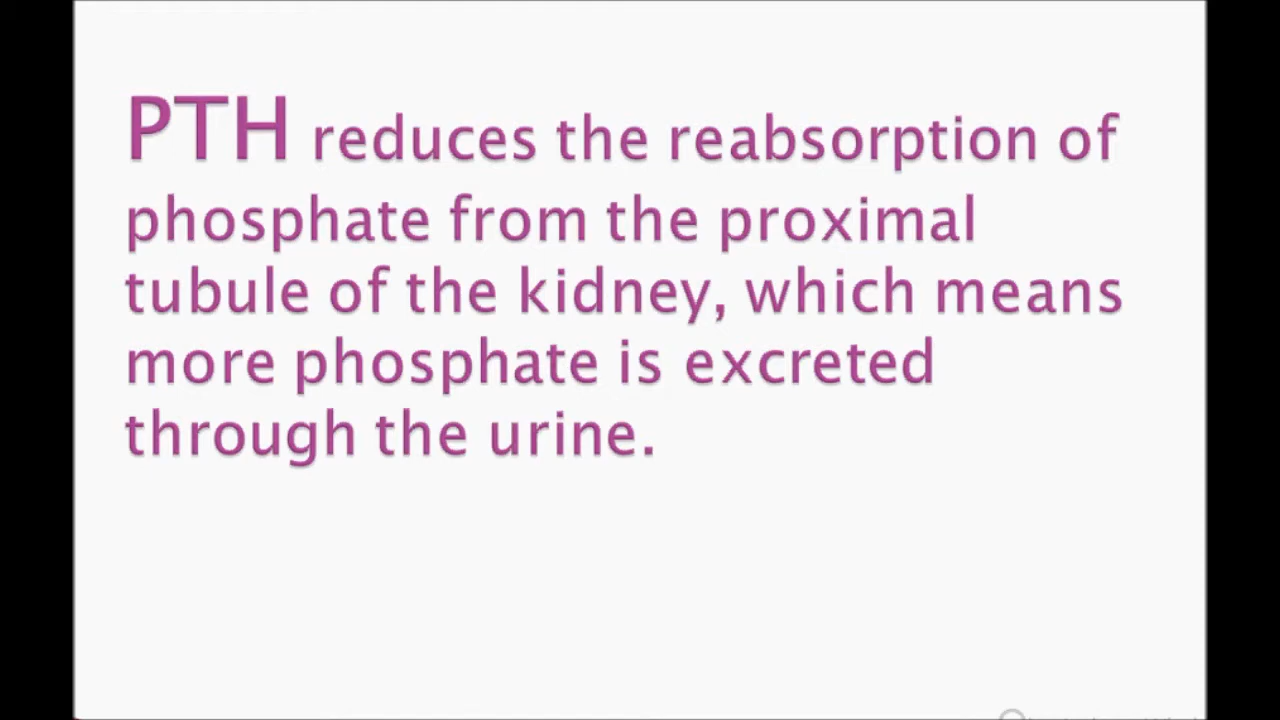 PTH reduces the reabsorption of
phosphate from the proximal
tubule of the kidney, which means
more phosphate is excreted
through the urine.